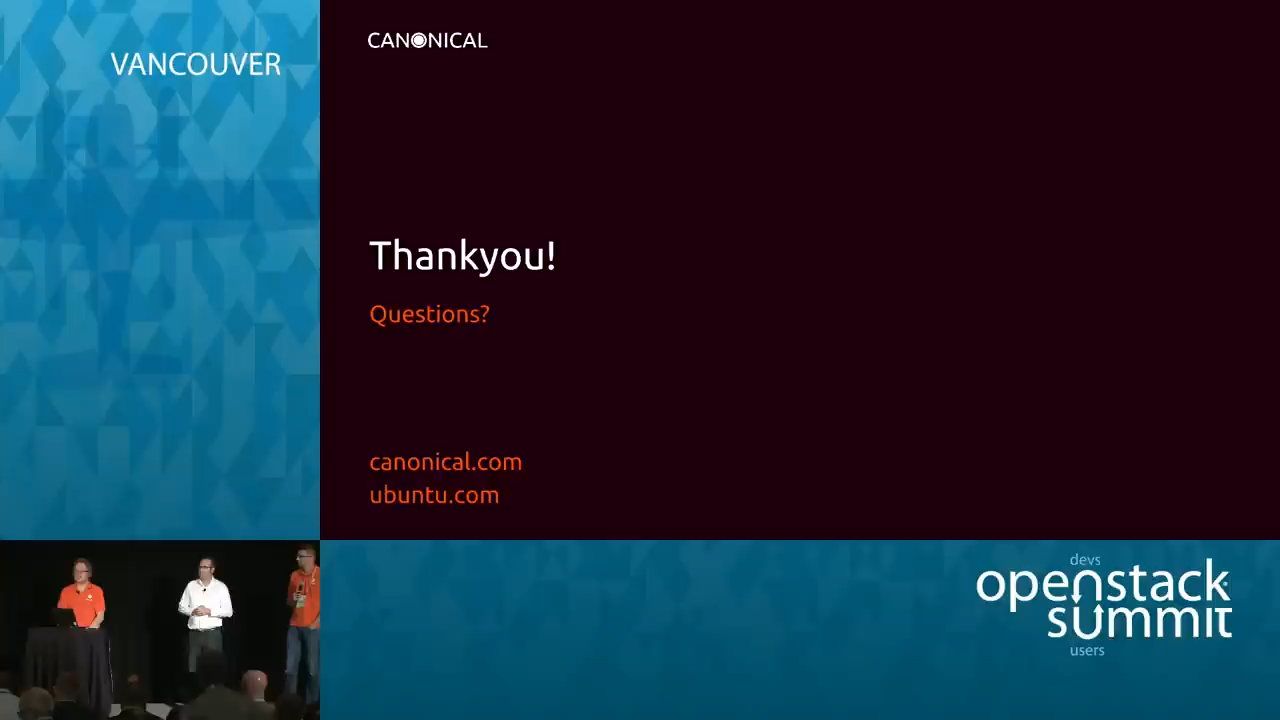 VANCOUVER
CANONICAL
Thankyou!
Questions?
canonical.com
ubuntu.com
devs
openstack
summit
users